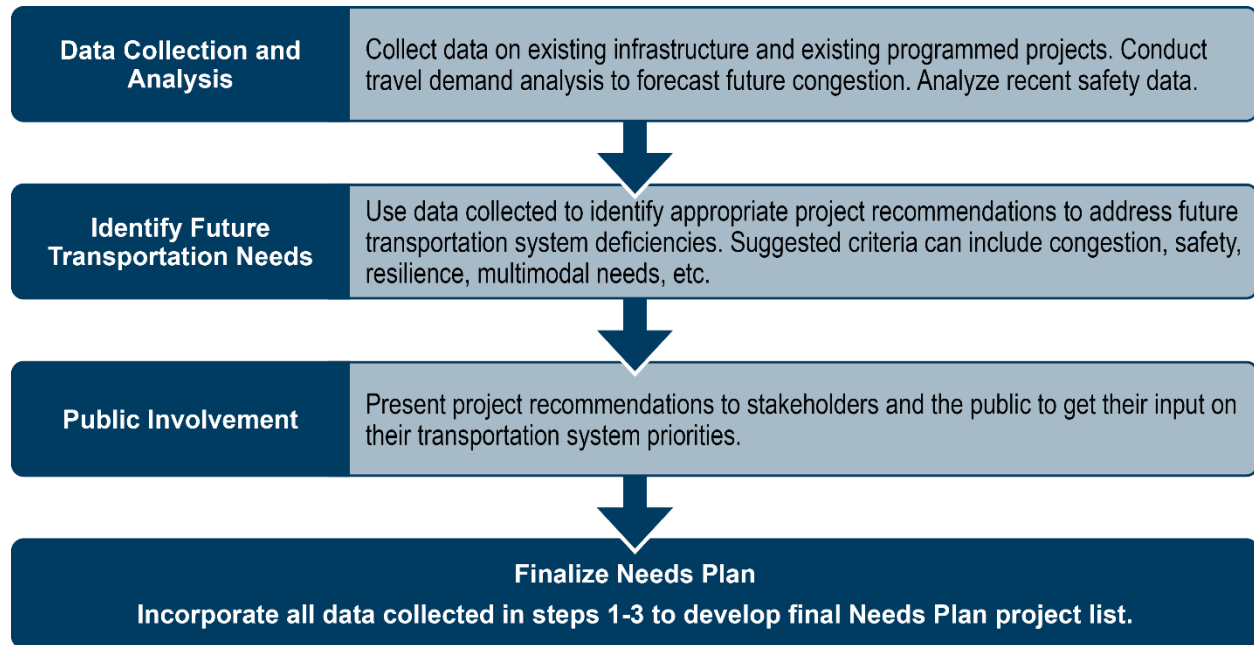 Data Collection and
Analysis
Collect data on existing infrastructure and existing programmed projects. Conduct
travel demand analysis to forecast future congestion. Analyze recent safety data.
Identify Future
Transportation Needs
Use data collected to identify appropriate project recommendations to address future
transportation system deficiencies. Suggested criteria can include congestion, safety,
resilience, multimodal needs, etc.
Public Involvement
Present project recommendations to stakeholders and the public to get their input on
their transportation system priorities.
Finalize Needs Plan
Incorporate all data collected in steps 1-3 to develop final Needs Plan project list.